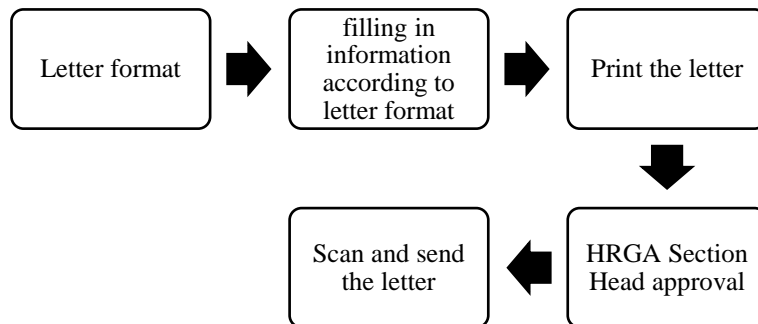 Letter format
filling in
information
according to
letter format
Print the letter
HRGA Section
Head approval
Scan and send
the letter